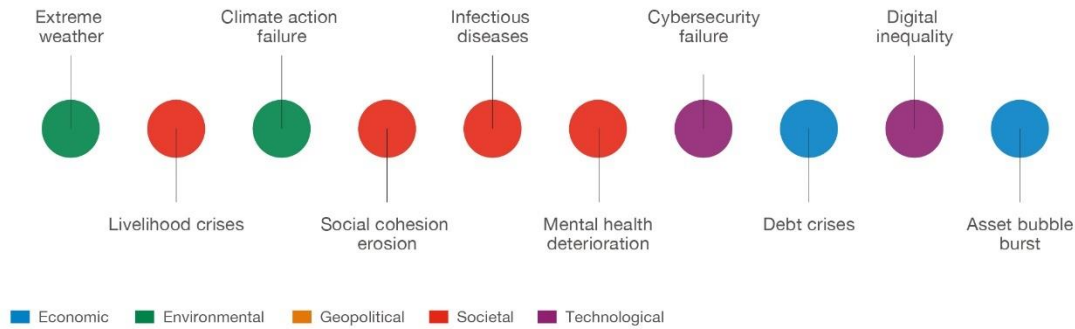 Extreme
weather
Climate action
failure
Infectious
diseases
Cybersecurity
failure
Digital
inequality
Livelihood crises
Social cohesion
erosion
Mental health
deterioration
Debt crises
Asset bubble
burst
Economic
Environmental
Geopolitical
Societal
Technological